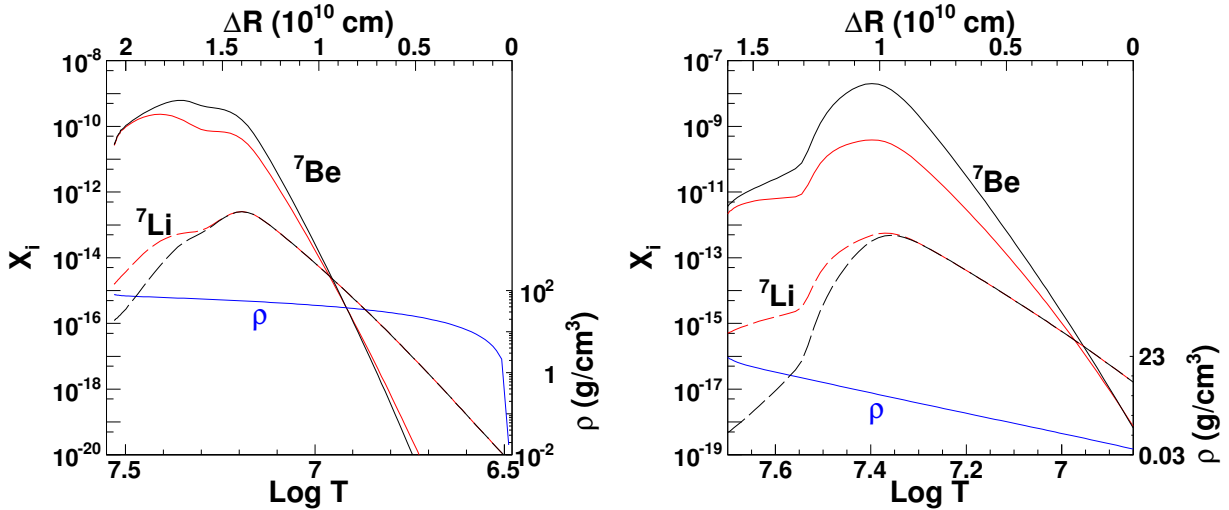 ΔR (10^10 cm)
2 1.5 1 0.5 0
10^-8
10^-10
10^-12
10^-14
10^-16
10^-18
10^-20
X_i
^7Be
^7Li
ρ
10^2
1
10^-2
ρ (g/cm^3)
7.5 7 6.5
Log T
ΔR (10^10 cm)
1.5 1 0.5 0
10^-7
10^-9
10^-11
10^-13
10^-15
10^-17
10^-19
X_i
^7Be
^7Li
ρ
23
0.03
ρ (g/cm^3)
7.6 7.4 7.2 7
Log T